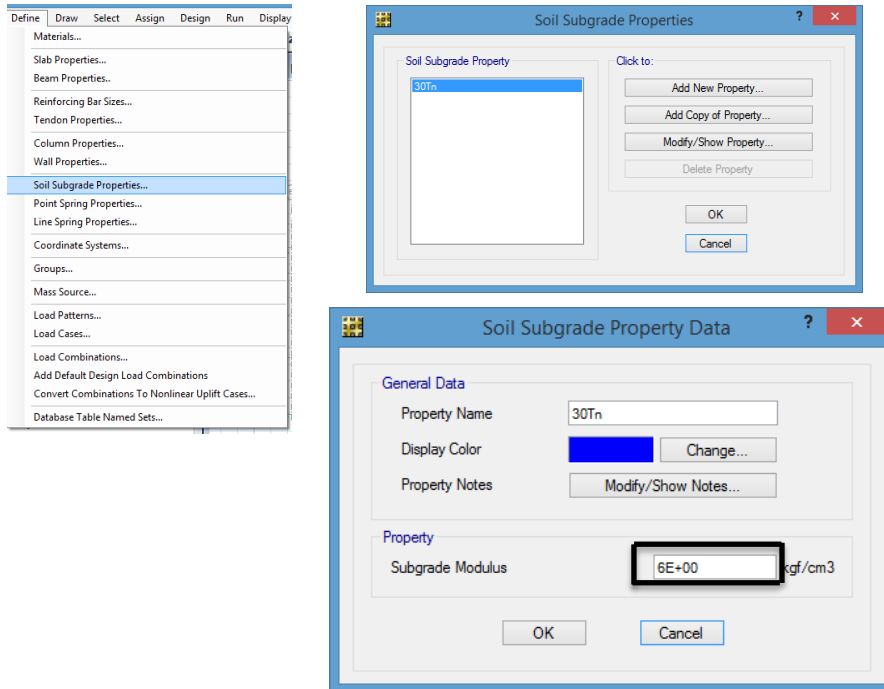 Define Draw Select Assign Design Run Display
Materials...
Slab Properties...
Beam Properties..
Reinforcing Bar Sizes...
Tendon Properties...
Column Properties...
Wall Properties...
Soil Subgrade Properties...
Point Spring Properties...
Line Spring Properties...
Coordinate Systems...
Groups...
Mass Source...
Load Patterns...
Load Cases...
Load Combinations...
Add Default Design Load Combinations
Convert Combinations To Nonlinear Uplift Cases...
Database Table Named Sets...
Soil Subgrade Properties
?
Soil Subgrade Property
30Tn
Click to:
Add New Property...
Add Copy of Property...
Modify/Show Property...
Delete Property
OK
Cancel
Soil Subgrade Property Data
?
General Data
Property Name 30Tn
Display Color Change...
Property Notes Modify/Show Notes...
Property
Subgrade Modulus 6E+00 kgf/cm3
OK Cancel